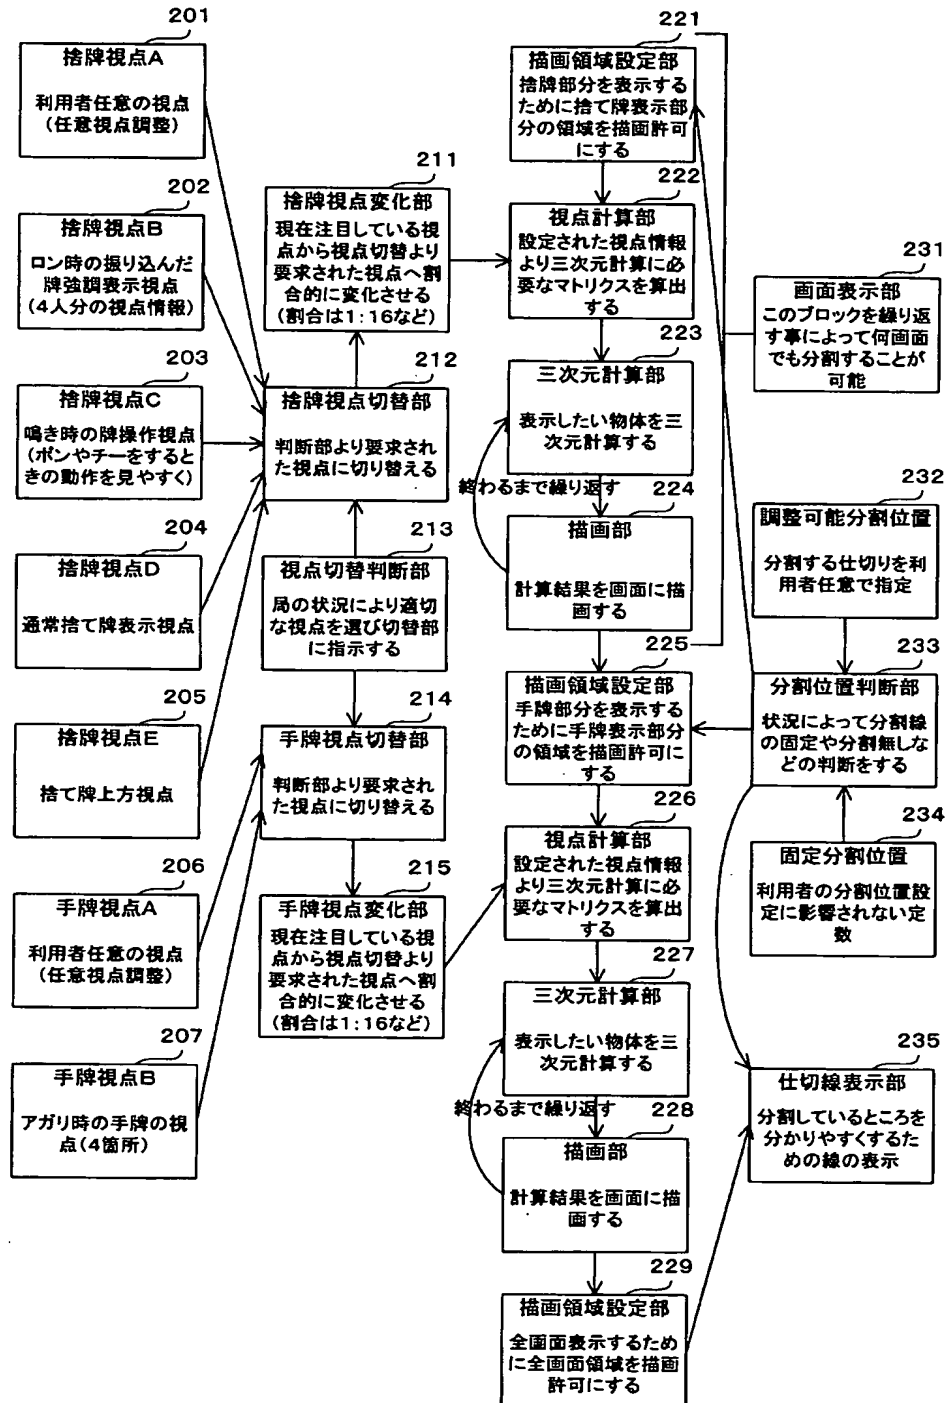 201
捨牌視点A
利用者任意の視点
(任意視点調整)
202
捨牌視点B
ロン時の振り込んだ
牌強調表示視点
(4人分の視点情報)
203
捨牌視点C
鳴き時の牌操作視点
(ポンやチーをすると
きの動作を見やすく)
204
捨牌視点D
通常捨て牌表示視点
205
捨牌視点E
捨て牌上方視点
206
手牌視点A
利用者任意の視点
(任意視点調整)
207
手牌視点B
アガリ時の手牌の視
点(4箇所)
211
捨牌視点変化部
現在注目している視
点から視点切替より
要求された視点へ割
合的に変化させる
(割合は1:16など)
212
捨牌視点切替部
判断部より要求され
た視点に切り替える
213
視点切替判断部
局の状況により適切
な視点を選び切替部
に指示する
214
手牌視点切替部
判断部より要求され
た視点に切り替える
215
手牌視点変化部
現在注目している視
点から視点切替より
要求された視点へ割
合的に変化させる
(割合は1:16など)
221
描画領域設定部
捨牌部分を表示する
ために捨て牌表示部
分の領域を描画許可
にする
222
視点計算部
設定された視点情報
より三次元計算に必
要なマトリクスを算出
する
223
三次元計算部
表示したい物体を三
次元計算する
終わるまで繰り返す
224
描画部
計算結果を画面に描
画する
225
描画領域設定部
手牌部分を表示する
ために手牌表示部分
の領域を描画許可に
する
226
視点計算部
設定された視点情報
より三次元計算に必
要なマトリクスを算出
する
227
三次元計算部
表示したい物体を三
次元計算する
終わるまで繰り返す
228
描画部
計算結果を画面に描
画する
229
描画領域設定部
全画面表示するため
に全画面領域を描画
許可にする
231
画面表示部
このブロックを繰り返
す事によって何画面
でも分割することが
可能
232
調整可能分割位置
分割する仕切りを利
用者任意で指定
233
分割位置判断部
状況によって分割線
の固定や分割無しな
どの判断をする
234
固定分割位置
利用者の分割位置設
定に影響されない定
数
235
仕切線表示部
分割しているところを
分かりやすくするた
めの線の表示